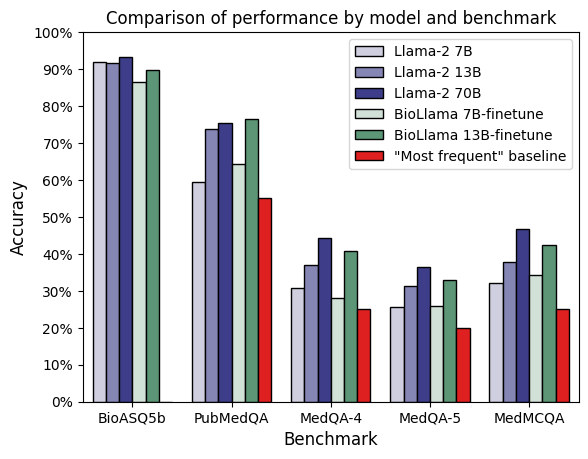 Comparison of performance by model and benchmark
100%
90%
80%
70%
60%
50%
40%
30%
20%
10%
0%
Accuracy
Llama-2 7B
Llama-2 13B
Llama-2 70B
BioLlama 7B-finetune
BioLlama 13B-finetune
"Most frequent" baseline
BioASQ5b PubMedQA MedQA-4 MedQA-5 MedMCQA
Benchmark